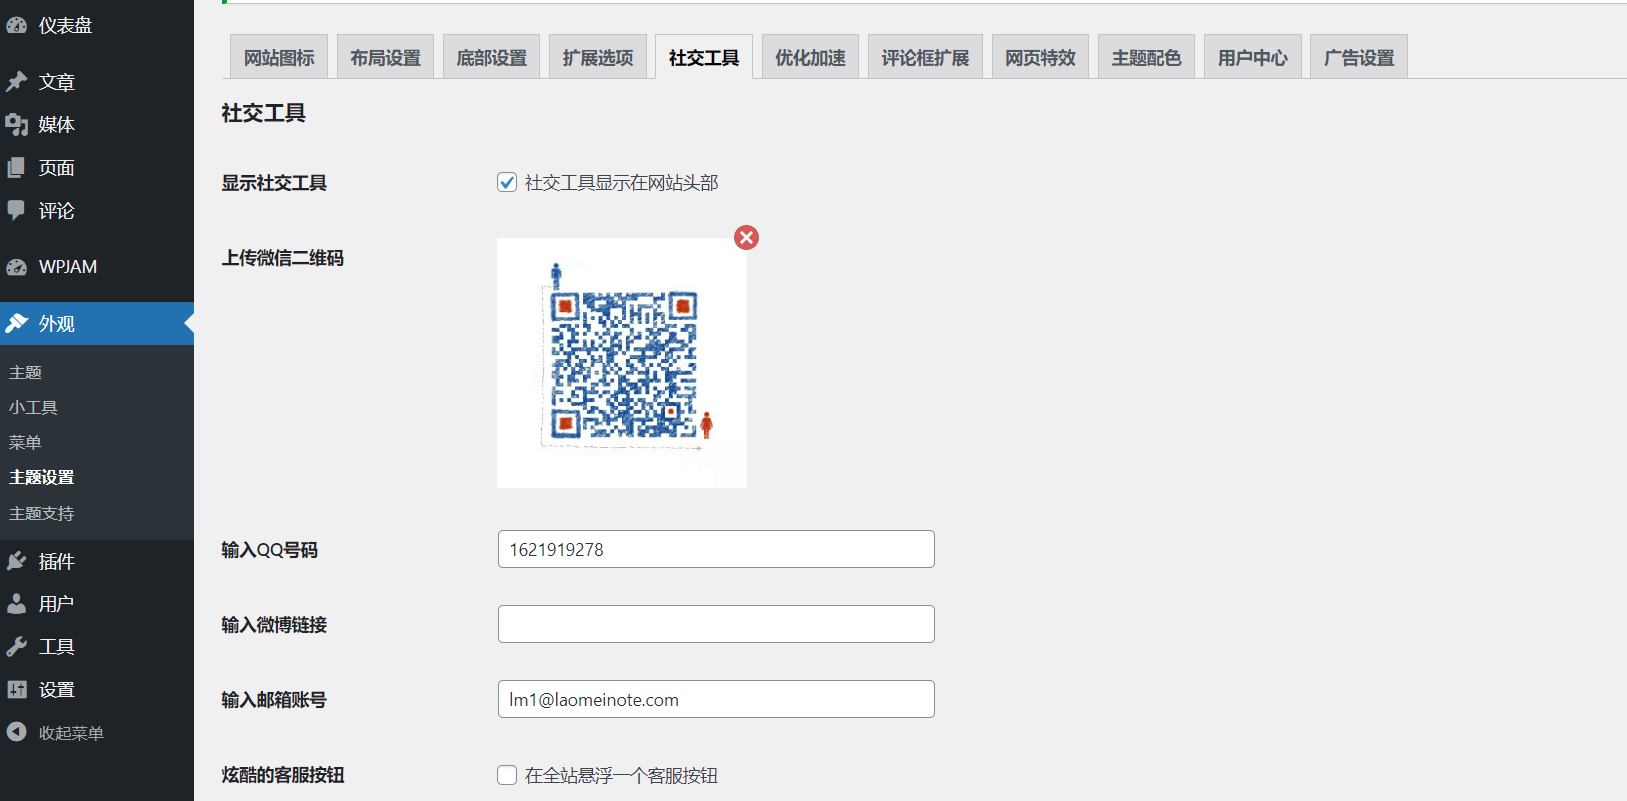 仪表盘
文章
媒体
页面
评论
WPJAM
外观
主题
小工具
菜单
主题设置
主题支持
插件
用户
工具
设置
收起菜单
网站图标 布局设置 底部设置 扩展选项 社交工具 优化加速 评论框扩展 网页特效 主题配色 用户中心 广告设置
社交工具
显示社交工具 社交工具显示在网站头部
上传微信二维码
输入QQ号码 1621919278
输入微博链接
输入邮箱账号 lm1@laomeinote.com
炫酷的客服按钮 在全站悬浮一个客服按钮